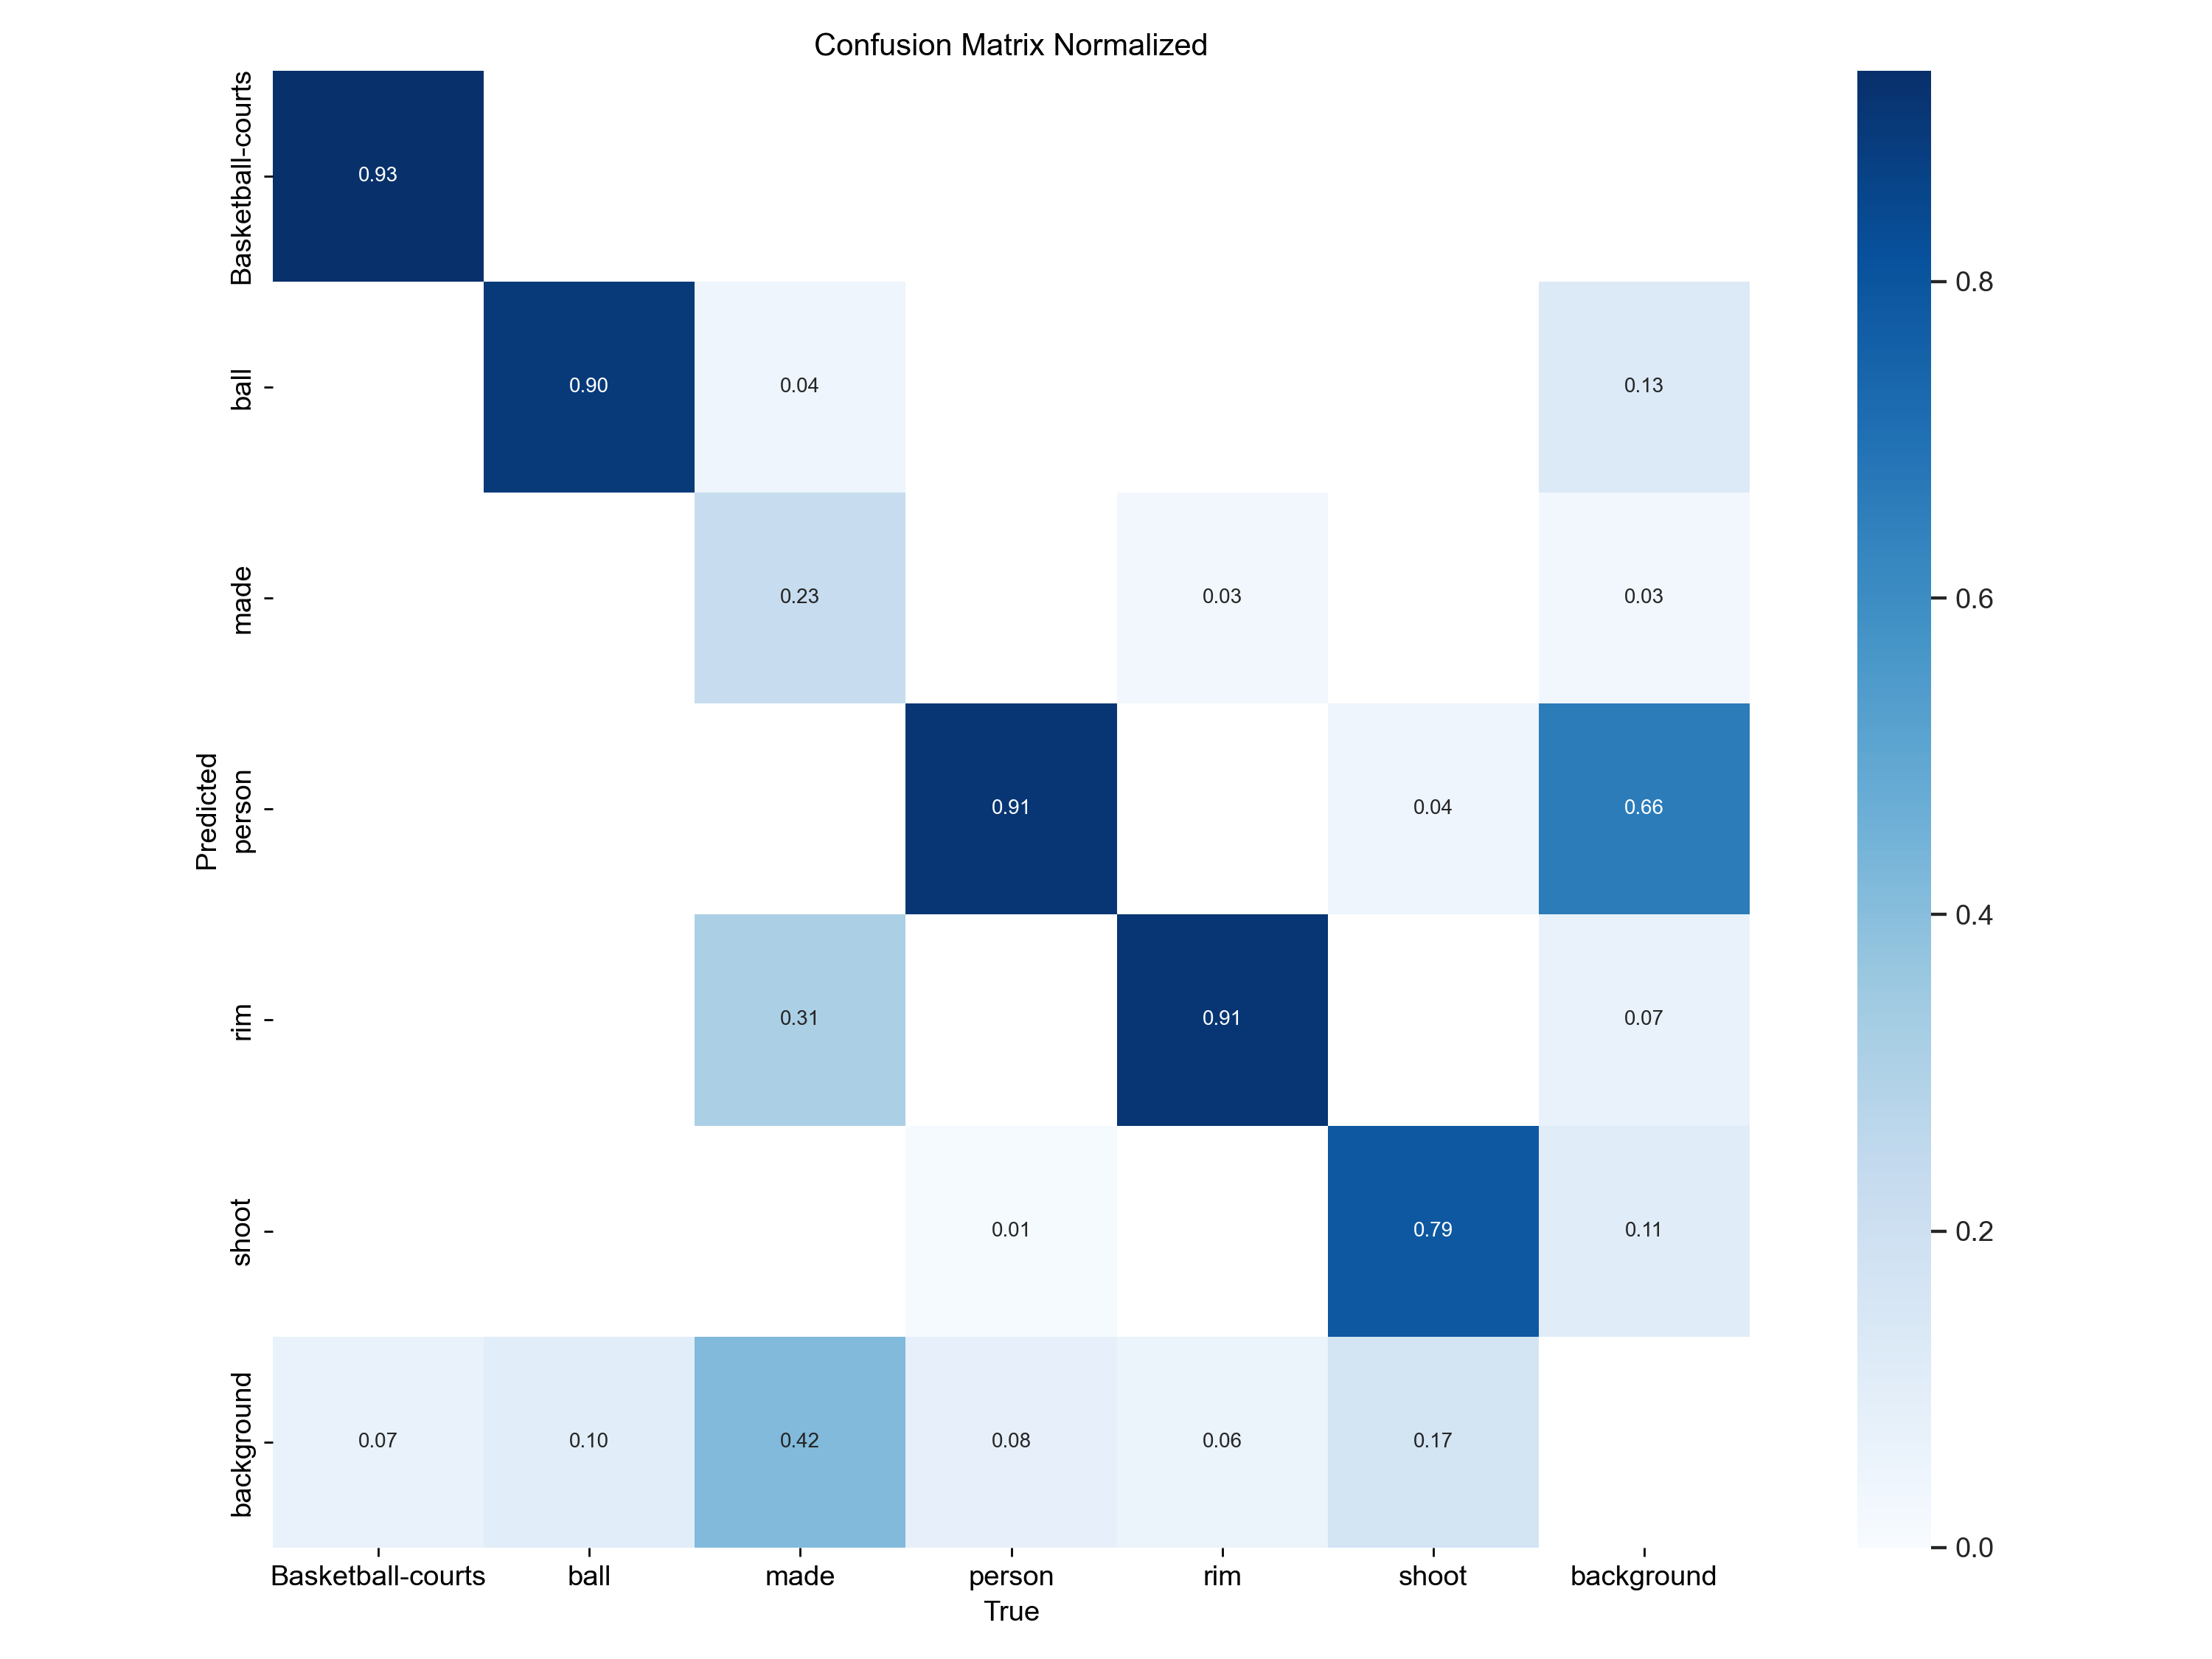 Confusion Matrix Normalized
Basketball-courts
0.93
ball
0.90 0.04 0.13
0.8
made
0.23 0.03 0.03
0.6
Predicted
person
0.91 0.04 0.66
0.4
rim
0.31 0.91 0.07
shoot
0.01 0.79 0.11
0.2
background
0.07 0.10 0.42 0.08 0.06 0.17
0.0
Basketball-courts ball made person rim shoot background
True